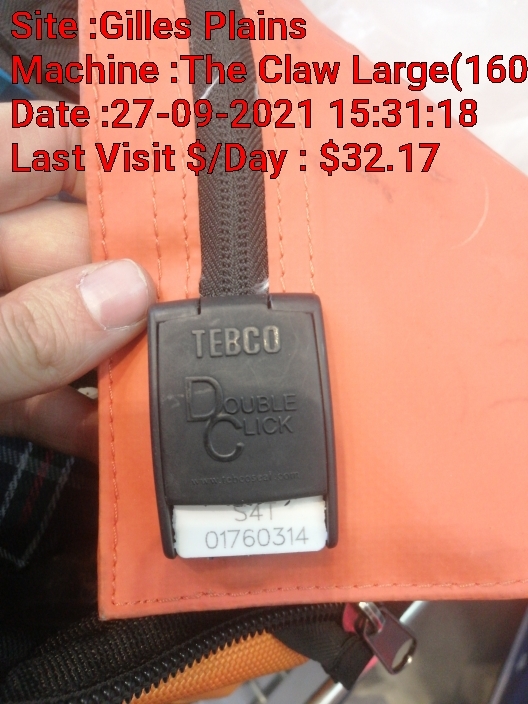 Site :Gilles Plains
Machine :The Claw Large(160
Date :27-09-2021 15:31:18
Last Visit $/Day : $32.17
TEBCO
DOUBLE
CLICK
S4T
01760314